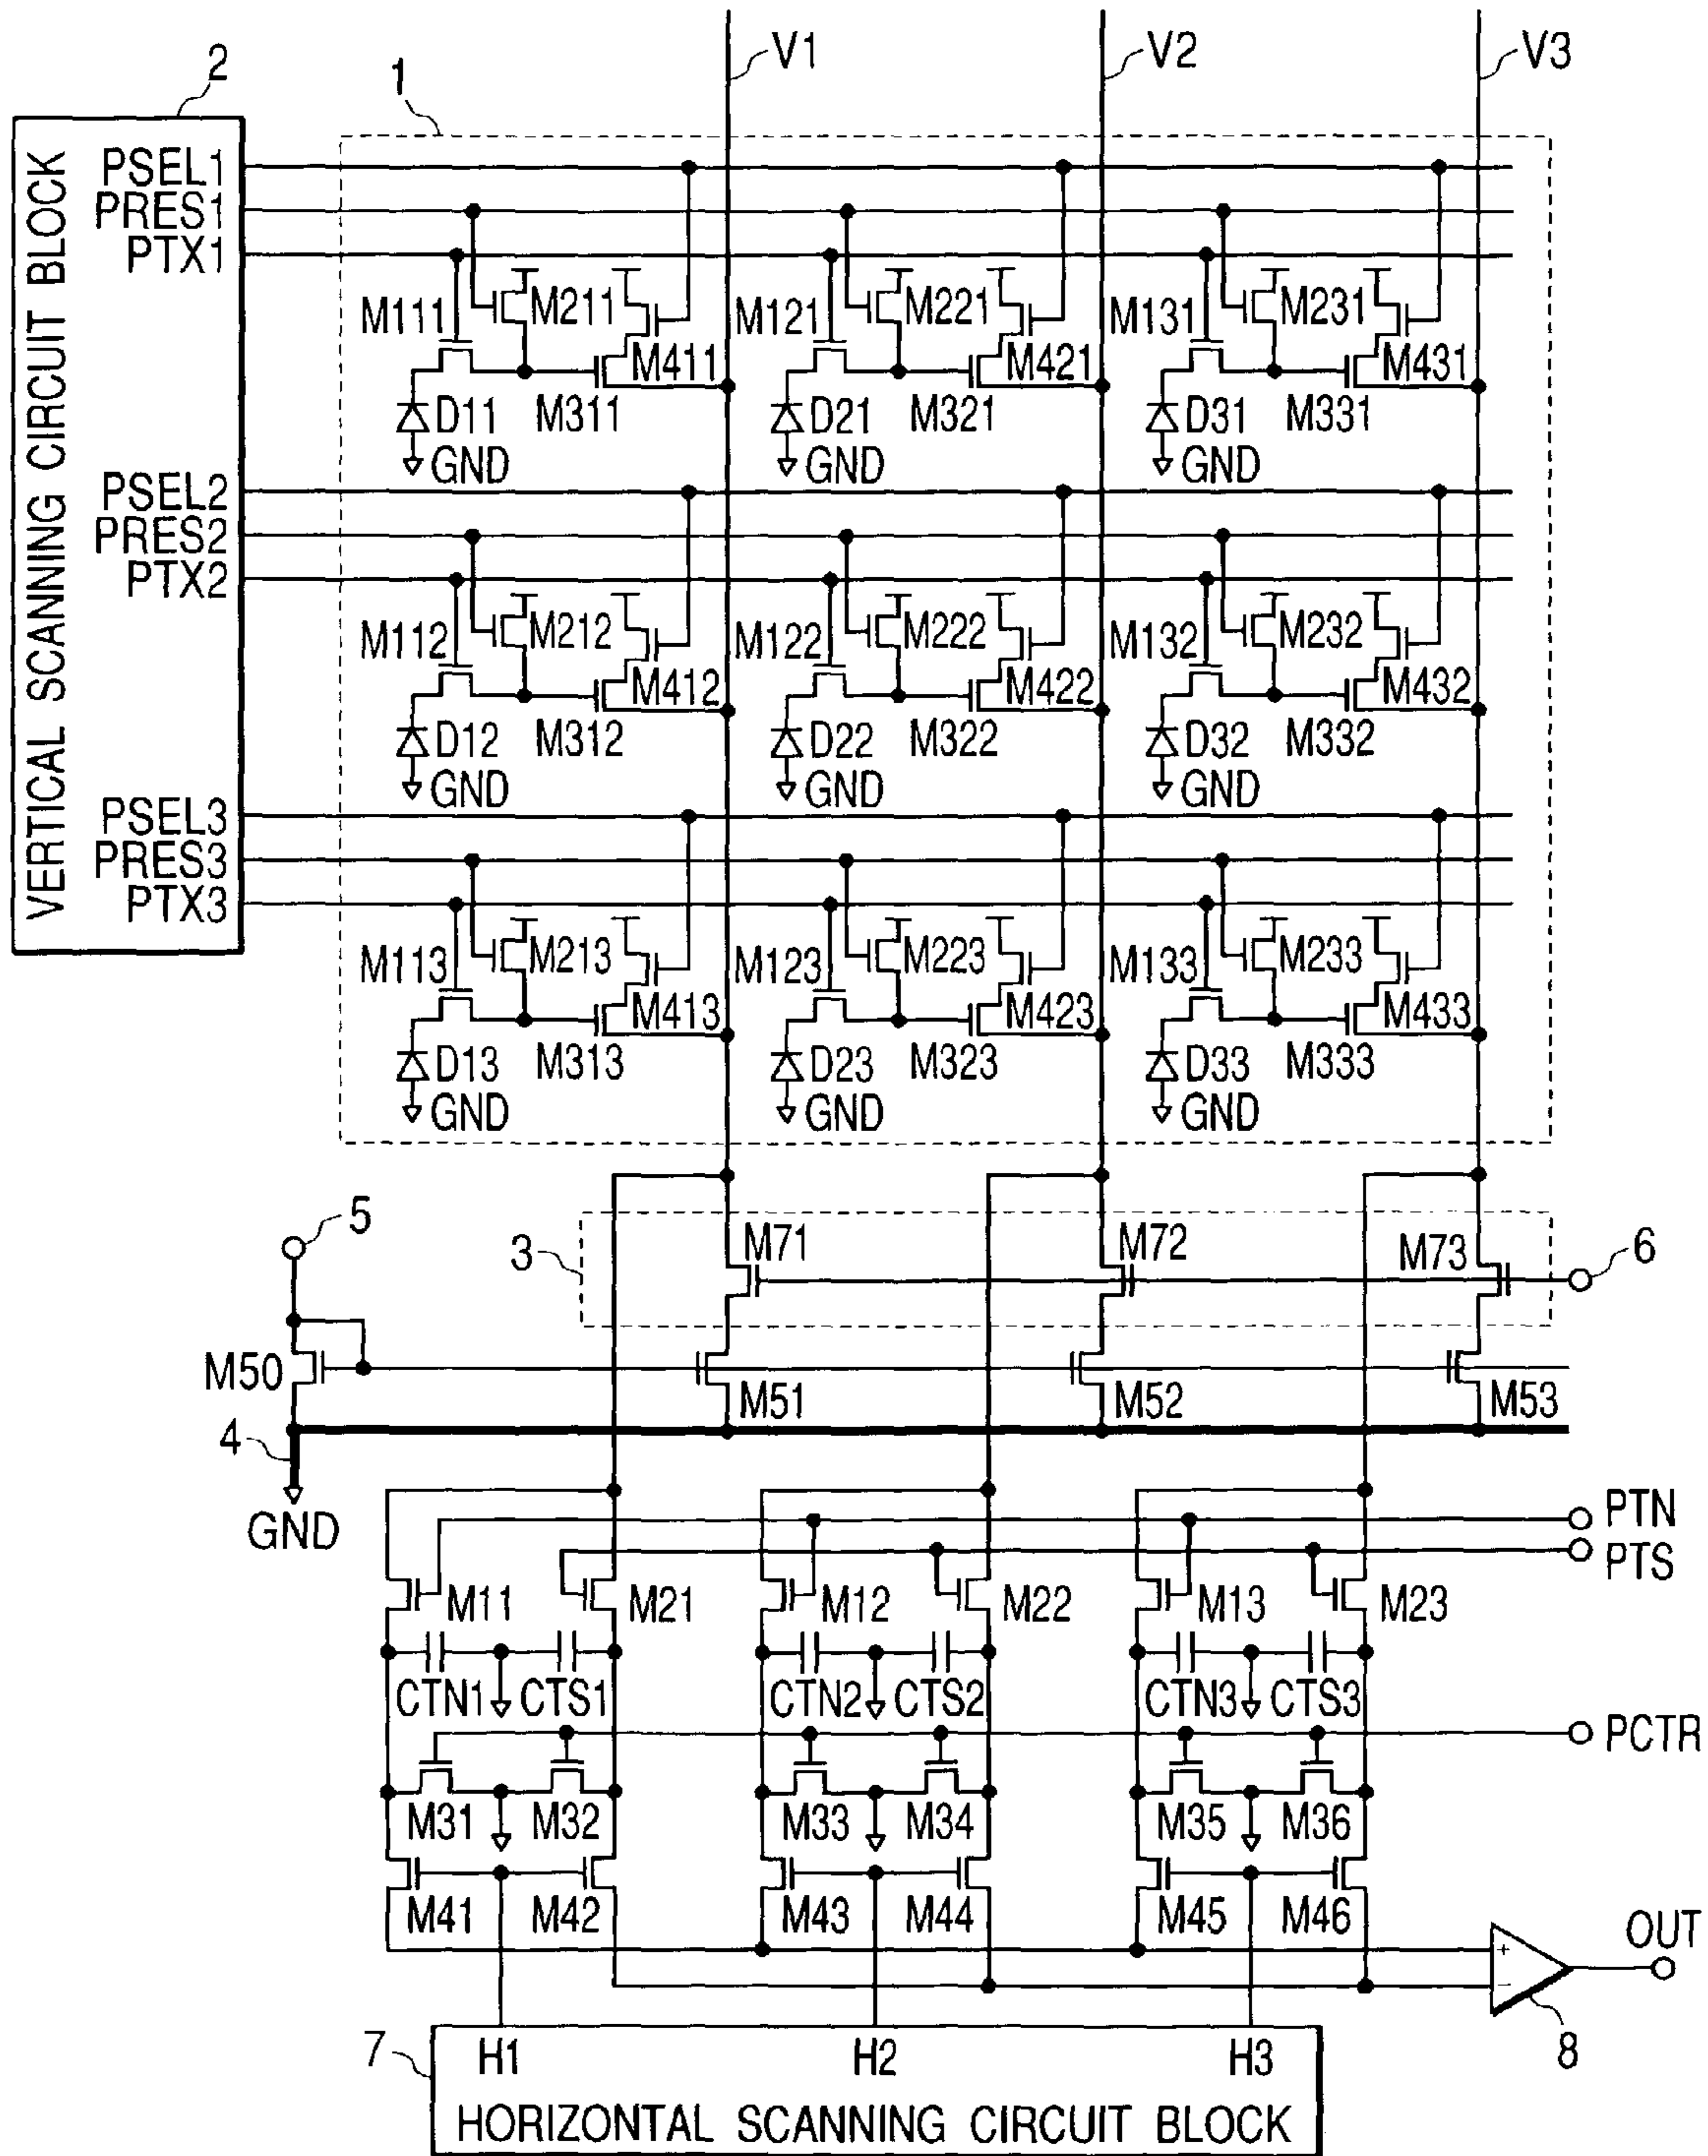 V1 V2 V3
2 1
VERTICAL SCANNING CIRCUIT BLOCK
PSEL1
PRES1
PTX1
M111 M211 M121 M221 M131 M231
M411 M421 M431
D11 M311 D21 M321 D31 M331
GND GND GND
PSEL2
PRES2
PTX2
M112 M212 M122 M222 M132 M232
M412 M422 M432
D12 M312 D22 M322 D32 M332
GND GND GND
PSEL3
PRES3
PTX3
M113 M213 M123 M223 M133 M233
M413 M423 M433
D13 M313 D23 M323 D33 M333
GND GND GND
5
3 M71 M72 M73 6
M50
M51 M52 M53
4
GND
PTN
PTS
M11 M21 M12 M22 M13 M23
CTN1 CTS1 CTN2 CTS2 CTN3 CTS3
PCTR
M31 M32 M33 M34 M35 M36
M41 M42 M43 M44 M45 M46
OUT
+
−
8
7
H1 H2 H3
HORIZONTAL SCANNING CIRCUIT BLOCK